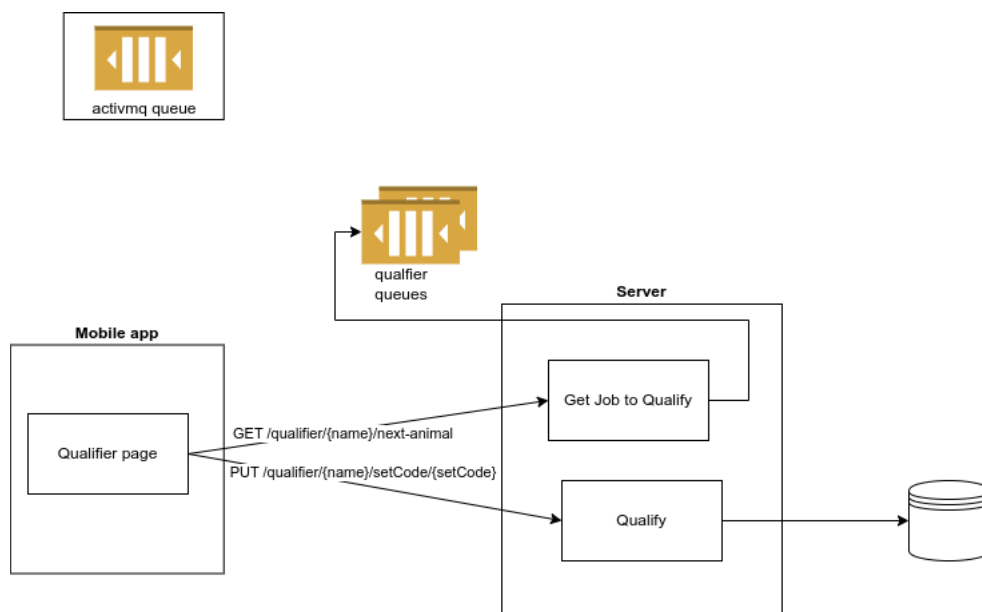 activmq queue
qualfier
queues
Server
Mobile app
Get Job to Qualify
GET /qualifier/{name}/next-animal
Qualifier page
PUT /qualifier/{name}/setCode/{setCode}
Qualify